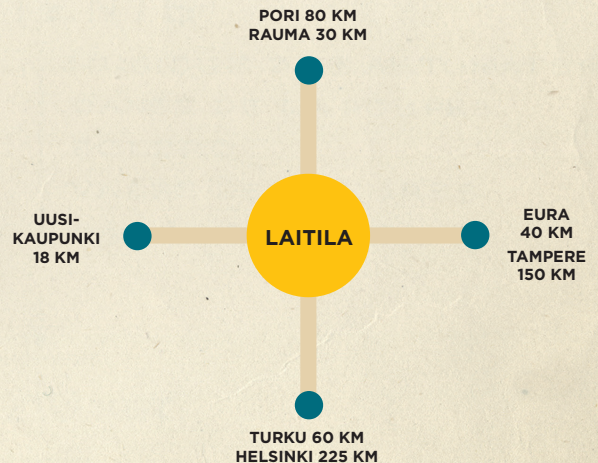 PORI 80 KM
RAUMA 30 KM
UUSI-
KAUPUNKI
18 KM
LAITILA
EURA
40 KM
TAMPERE
150 KM
TURKU 60 KM
HELSINKI 225 KM